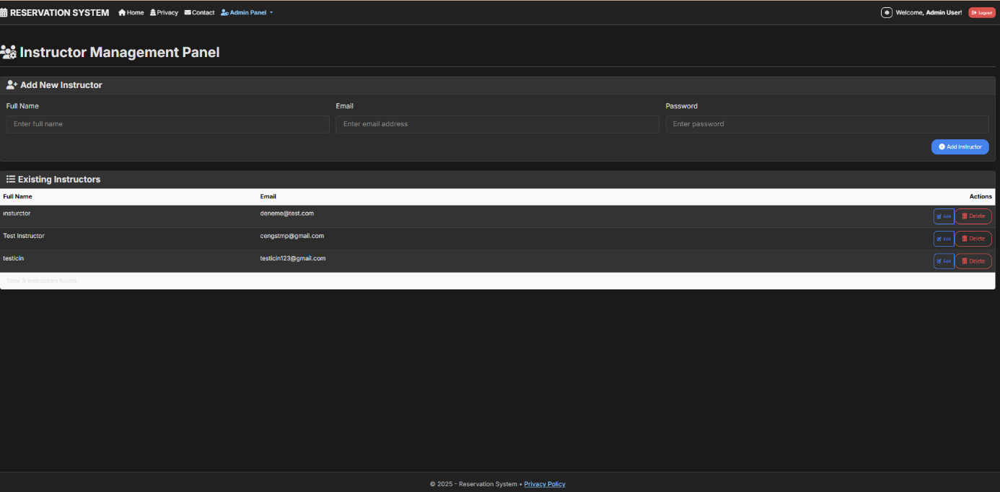 RESERVATION SYSTEM Home Privacy Contact Admin Panel Welcome, Admin User! Logout
Instructor Management Panel
Add New Instructor
Full Name Email Password
Enter full name Enter email address Enter password
Add Instructor
Existing Instructors
Full Name Email Actions
ınsturctor deneme@test.com Edit Delete
Test Instructor cengstmp@gmail.com Edit Delete
testicin testicin123@gmail.com Edit Delete
Total 3 instructors found.
© 2025 - Reservation System • Privacy Policy